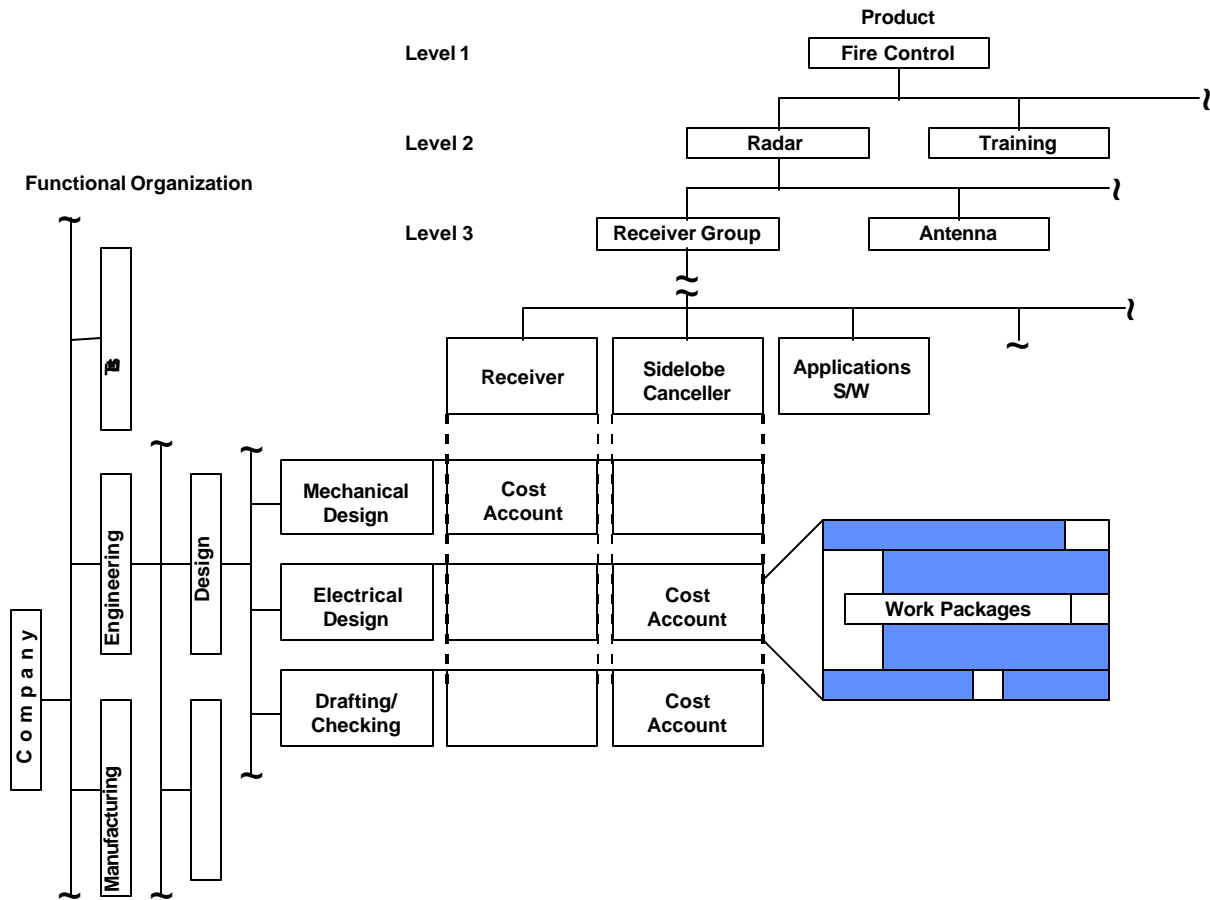 Product
Level 1
Fire Control
Level 2
Radar
Training
Functional Organization
Level 3
Receiver Group
Antenna
Receiver
Sidelobe
Canceller
Applications
S/W
Mechanical
Design
Cost
Account
Engineering
Design
Electrical
Design
Cost
Account
Work Packages
Company
Drafting/
Checking
Cost
Account
Manufacturing